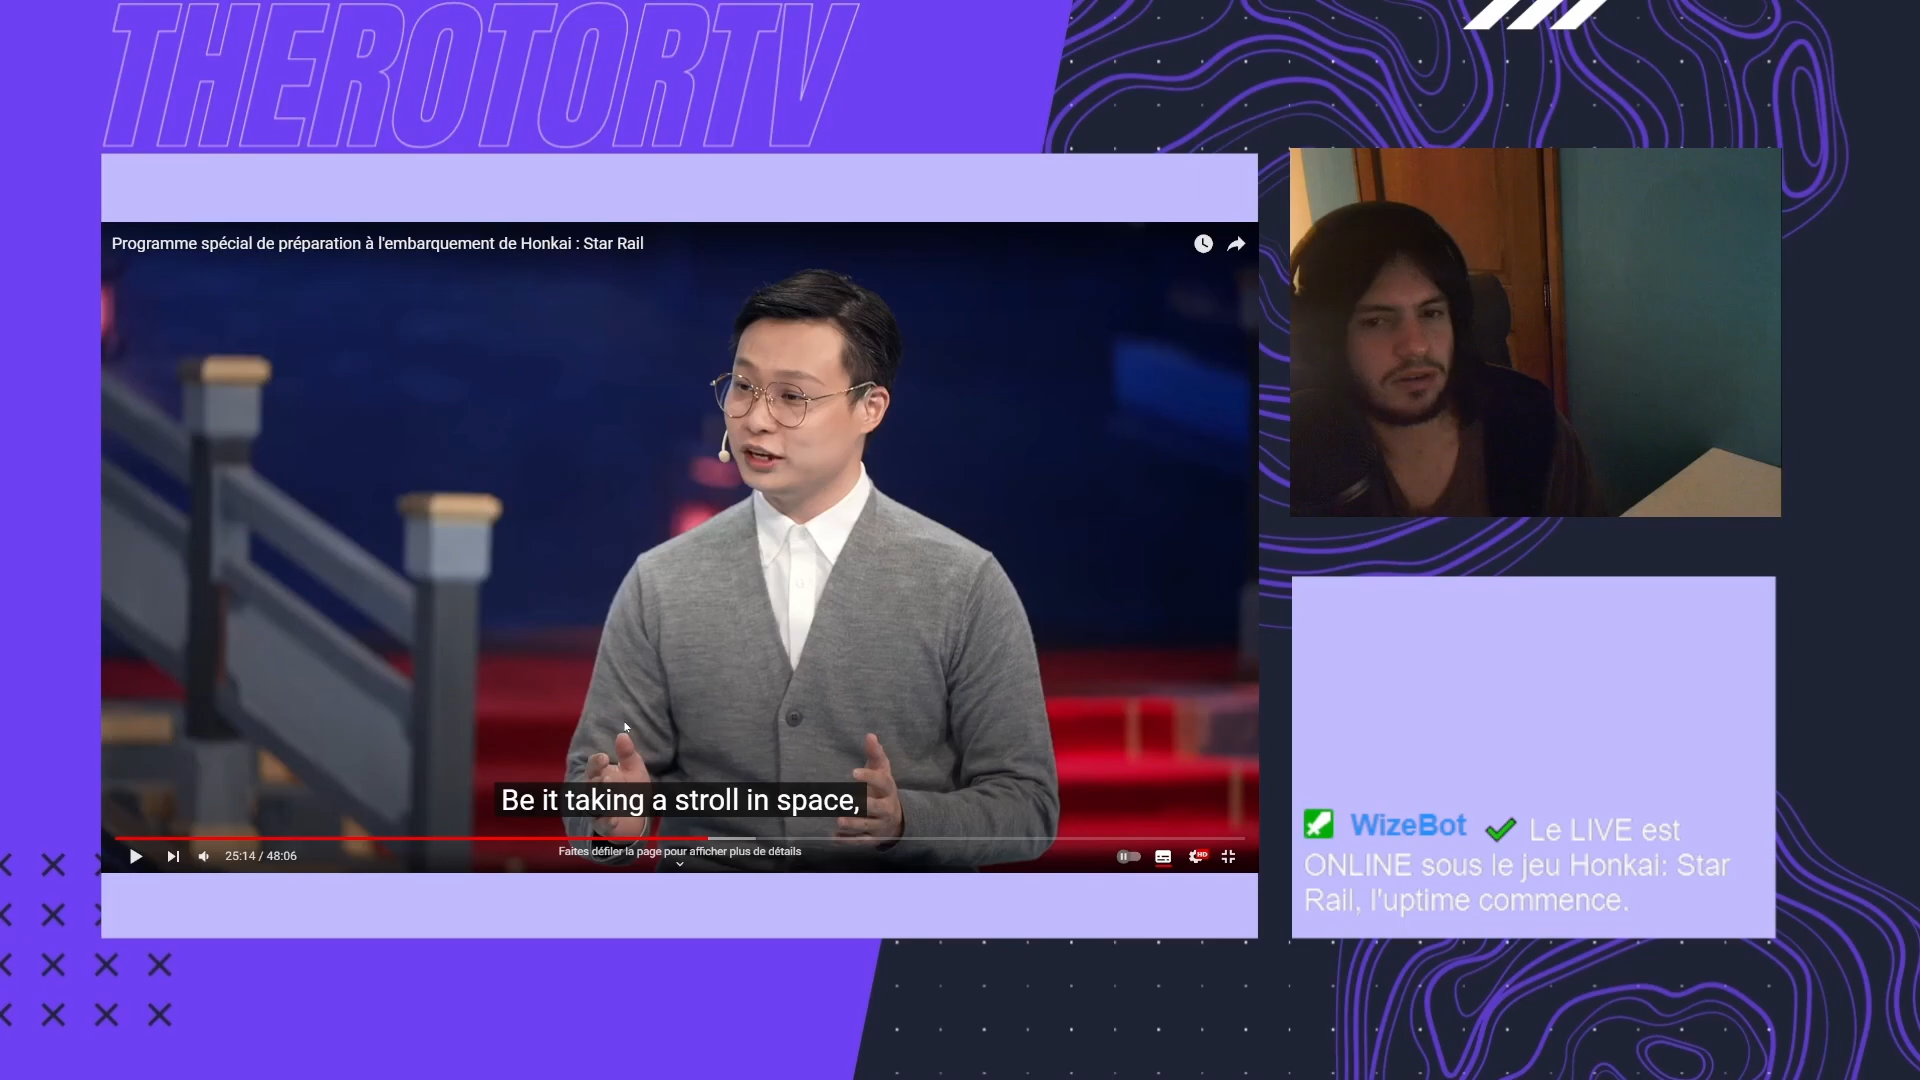 THEROTORTV
Programme spécial de préparation à l'embarquement de Honkai : Star Rail
Be it taking a stroll in space,
Faites défiler la page pour afficher plus de détails
25:14 / 48:06
HD
WizeBot Le LIVE est
ONLINE sous le jeu Honkai: Star
Rail, l'uptime commence.